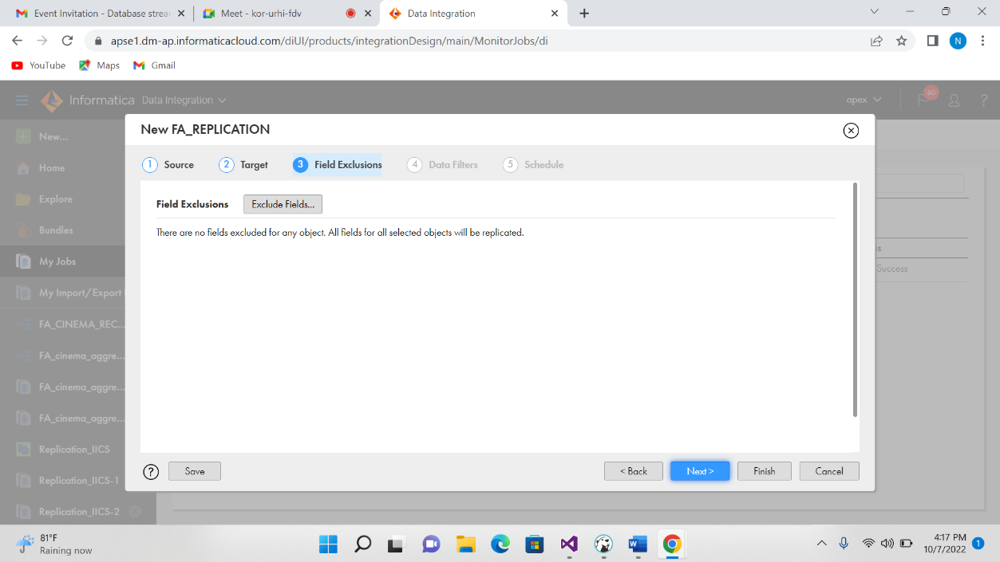 Event Invitation - Database strear
Meet - kor-urhi-fdv
Data Integration
apse1.dm-ap.informaticacloud.com/diUI/products/integrationDesign/main/MonitorJobs/di
N
YouTube
Maps
Gmail
Informatica
Data Integration
apex
60
?
New...
Home
Explore
Bundles
My Jobs
My Import/Export
FA_CINEMA_REC...
FA_cinema_aggre...
FA_cinema_aggre...
FA_cinema_aggre...
Replication_IICS
Replication_IICS-1
Replication_IICS-2
New FA_REPLICATION
1 Source
2 Target
3 Field Exclusions
4 Data Filters
5 Schedule
Field Exclusions
Exclude Fields...
There are no fields excluded for any object. All fields for all selected objects will be replicated.
s
Success
?
Save
< Back
Next >
Finish
Cancel
81°F
Raining now
4:17 PM
10/7/2022
1